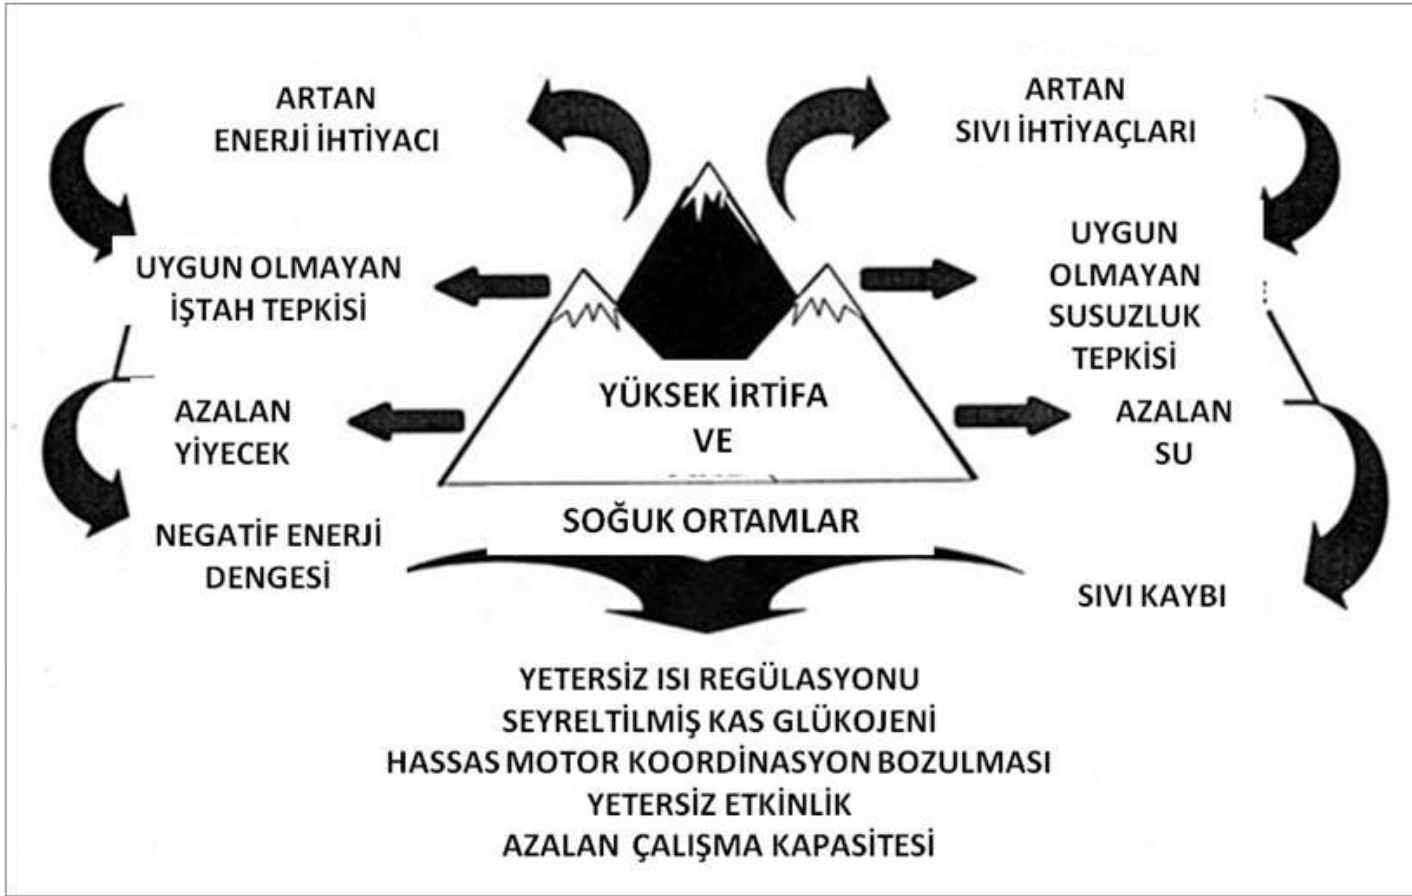 ARTAN
ENERJİ İHTİYACI
UYGUN OLMAYAN
İŞTAH TEPKİSİ
AZALAN
YİYECEK
NEGATİF ENERJİ
DENGESİ
ARTAN
SIVI İHTİYAÇLARI
UYGUN
OLMAYAN
SUSUZLUK
TEPKİSİ
AZALAN
SU
SIVI KAYBI
YÜKSEK İRTİFA
VE
SOĞUK ORTAMLAR
YETERSİZ ISI REGÜLASYONU
SEYRELTİLMİŞ KAS GLÜKOJENİ
HASSAS MOTOR KOORDİNASYON BOZULMASI
YETERSİZ ETKİNLİK
AZALAN ÇALIŞMA KAPASİTESİ